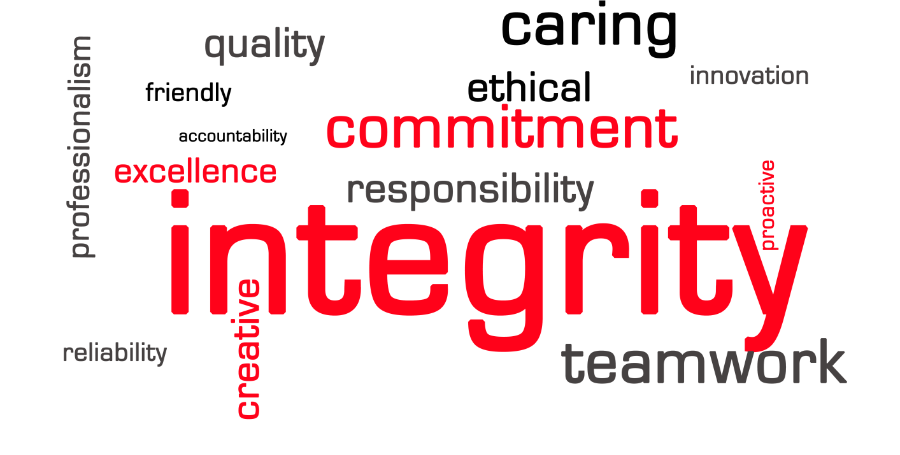 caring
quality
professionalism
innovation
friendly
ethical
commitment
accountability
excellence
responsibility
proactive
integrity
creative
reliability
teamwork